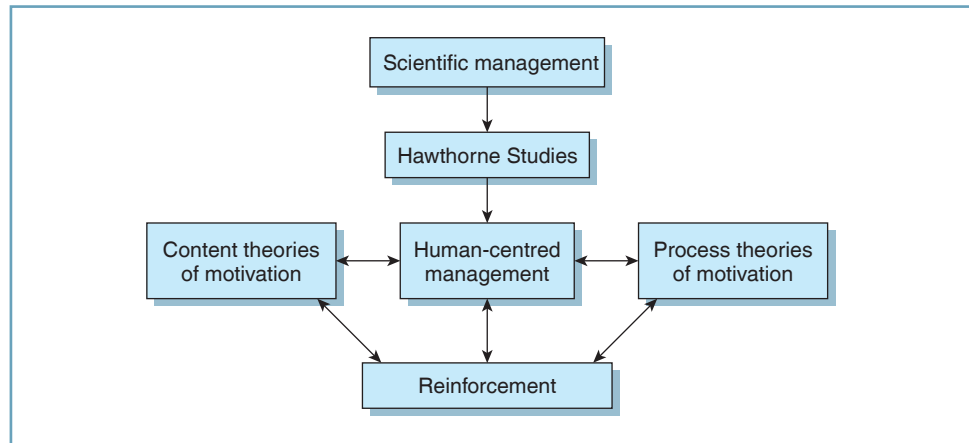 Scientific management
Hawthorne Studies
Content theories
of motivation
Human-centred
management
Process theories
of motivation
Reinforcement